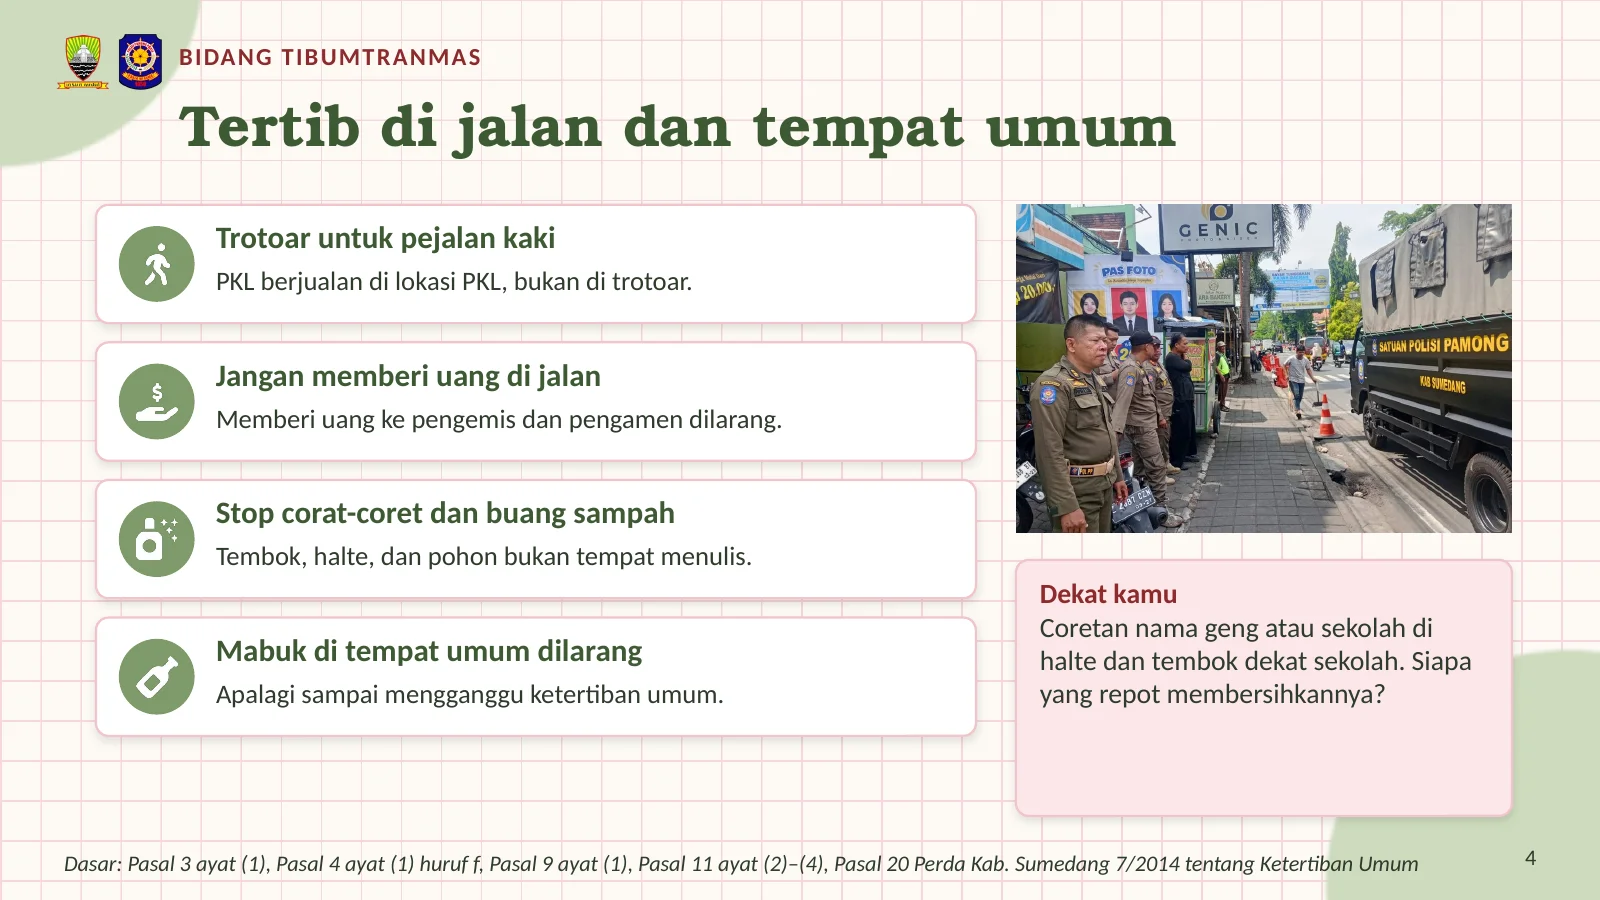 BIDANG TIBUMTRANMAS
Tertib di jalan dan tempat umum
Trotoar untuk pejalan kaki
PKL berjualan di lokasi PKL, bukan di trotoar.
Jangan memberi uang di jalan
Memberi uang ke pengemis dan pengamen dilarang.
Stop corat-coret dan buang sampah
Tembok, halte, dan pohon bukan tempat menulis.
Mabuk di tempat umum dilarang
Apalagi sampai mengganggu ketertiban umum.
GENIC
PAS FOTO
20.000
SATUAN POLISI PAMONG
KAB SUMEDANG
Dekat kamu
Coretan nama geng atau sekolah di
halte dan tembok dekat sekolah. Siapa
yang repot membersihkannya?
Dasar: Pasal 3 ayat (1), Pasal 4 ayat (1) huruf f, Pasal 9 ayat (1), Pasal 11 ayat (2)–(4), Pasal 20 Perda Kab. Sumedang 7/2014 tentang Ketertiban Umum
4